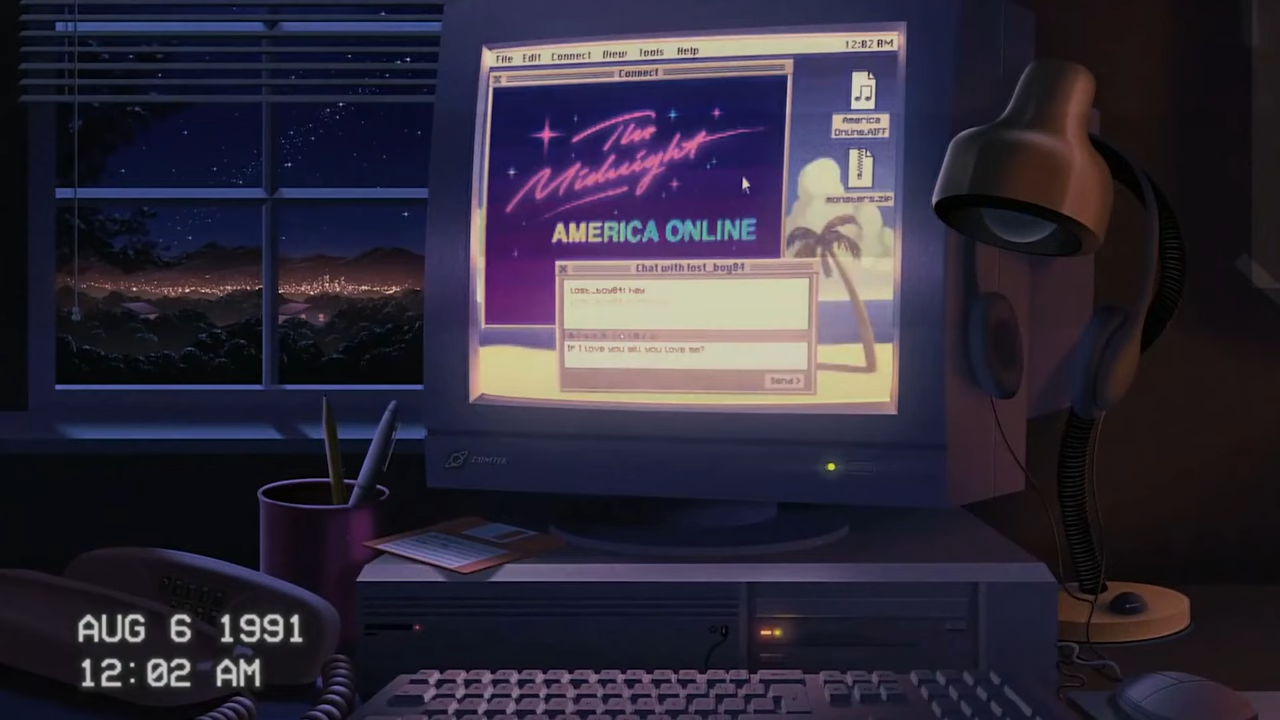 File Edit Connect View Tools Help
12:02 AM
Connect
The
Midnight
AMERICA ONLINE
America
Online.AIFF
monsters.zip
Chat with lost_boy84
lost_boy84: hey
If I love you will you love me?
Send >
AUG 6 1991
12:02 AM